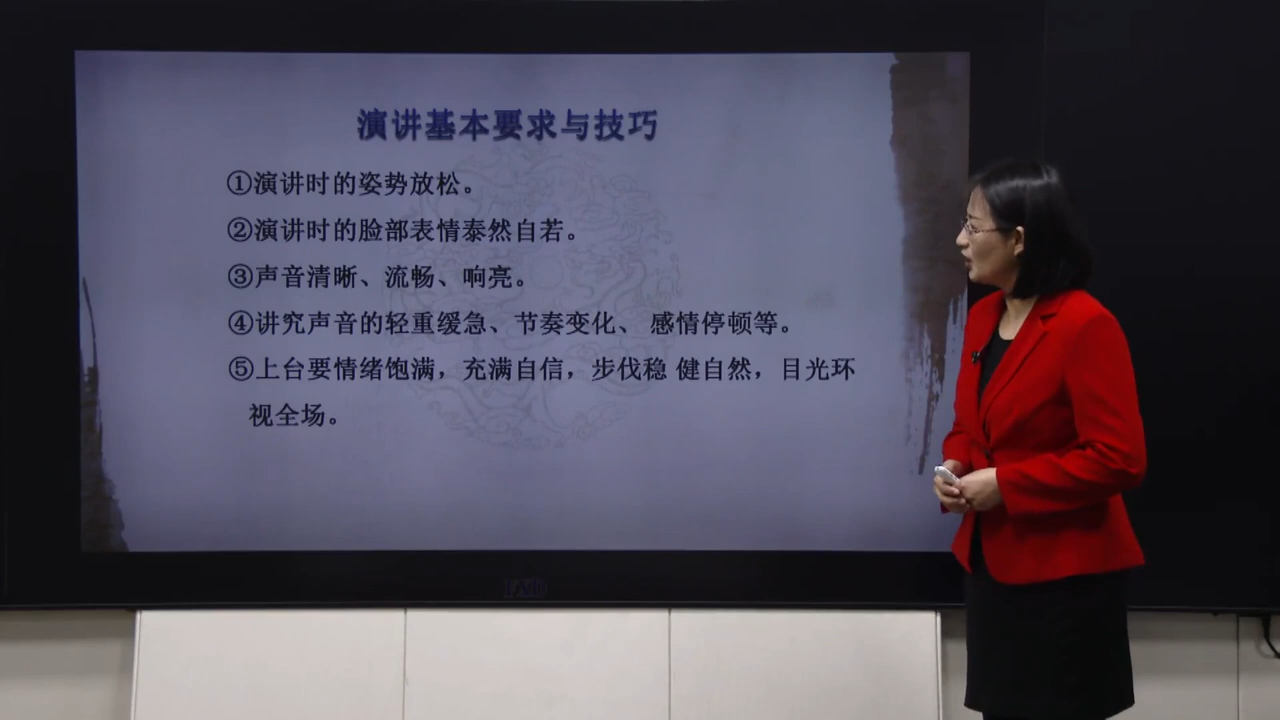 演讲基本要求与技巧
①演讲时的姿势放松。
②演讲时的脸部表情泰然自若。
③声音清晰、流畅、响亮。
④讲究声音的轻重缓急、节奏变化、 感情停顿等。
⑤上台要情绪饱满，充满自信，步伐稳 健自然，目光环
视全场。